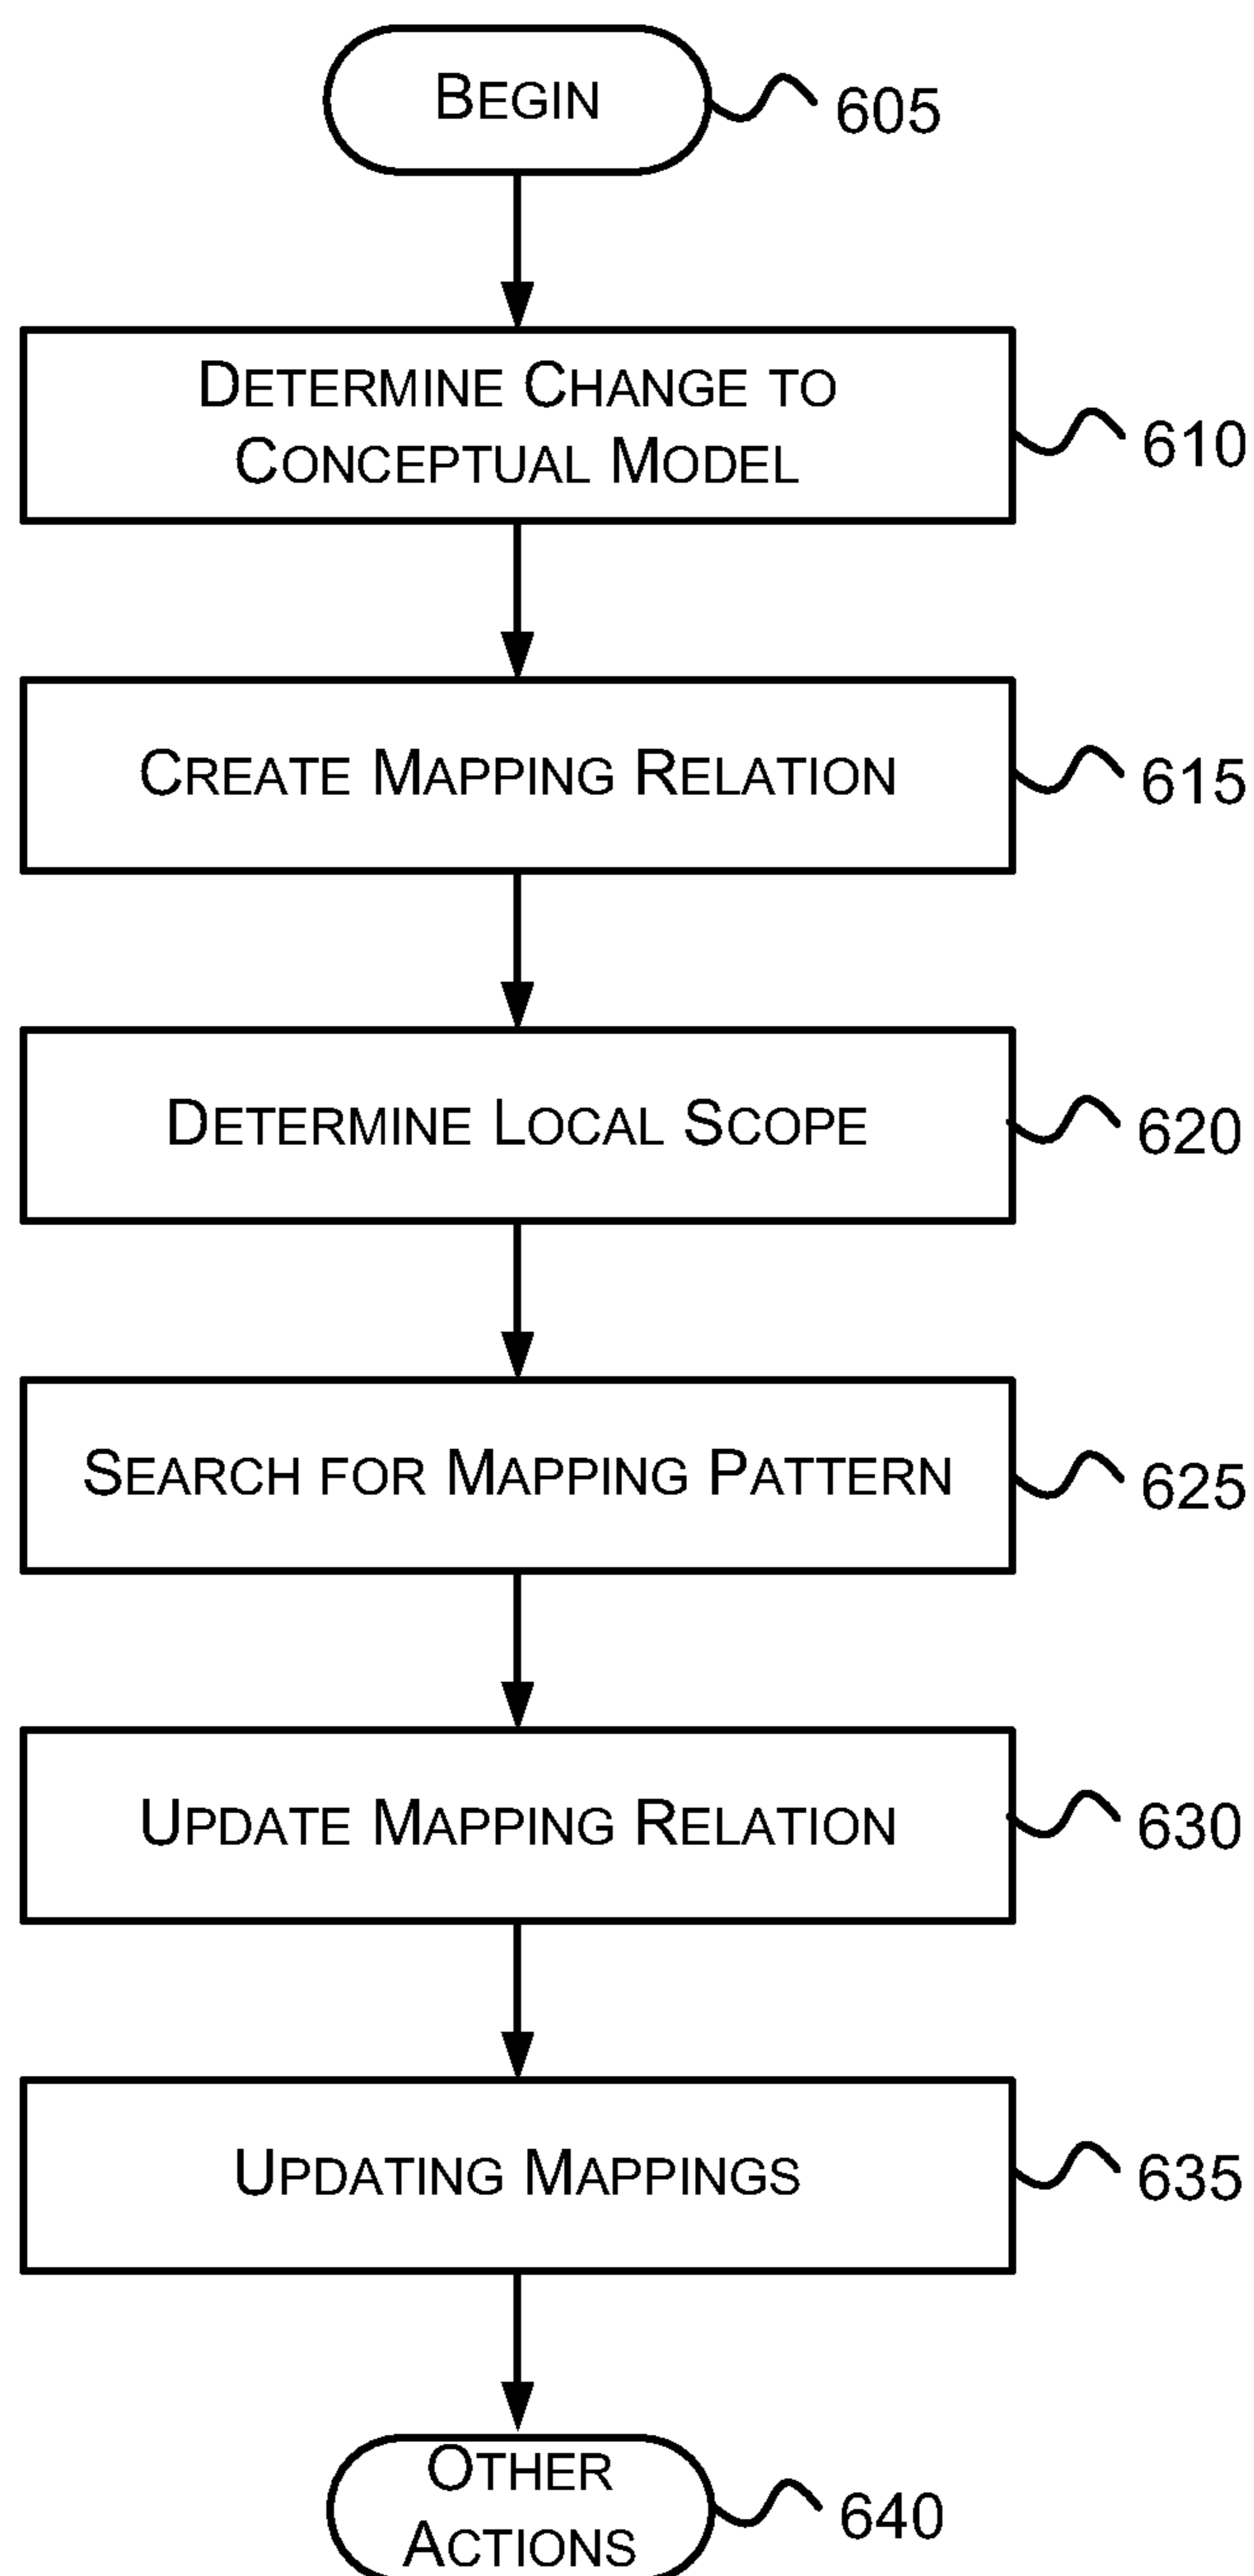 BEGIN
605
DETERMINE CHANGE TO
CONCEPTUAL MODEL
610
CREATE MAPPING RELATION
615
DETERMINE LOCAL SCOPE
620
SEARCH FOR MAPPING PATTERN
625
UPDATE MAPPING RELATION
630
UPDATING MAPPINGS
635
OTHER
ACTIONS
640